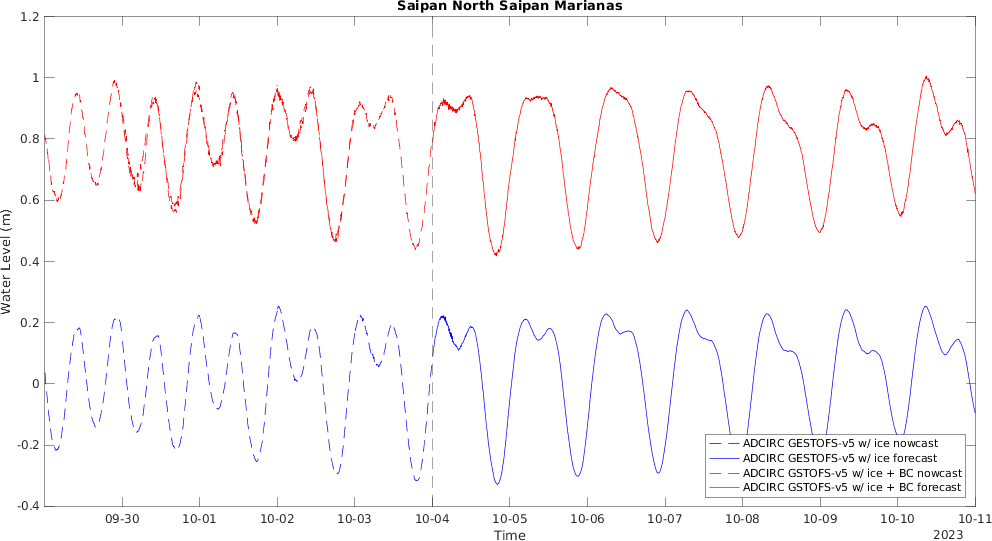 Saipan North Saipan Marianas
1.2
1
0.8
0.6
0.4
0.2
0
-0.2
-0.4
Water Level (m)
ADCIRC GESTOFS-v5 w/ ice nowcast
ADCIRC GESTOFS-v5 w/ ice forecast
ADCIRC GSTOFS-v5 w/ ice + BC nowcast
ADCIRC GSTOFS-v5 w/ ice + BC forecast
09-30 10-01 10-02 10-03 10-04 10-05 10-06 10-07 10-08 10-09 10-10 10-11
Time
2023